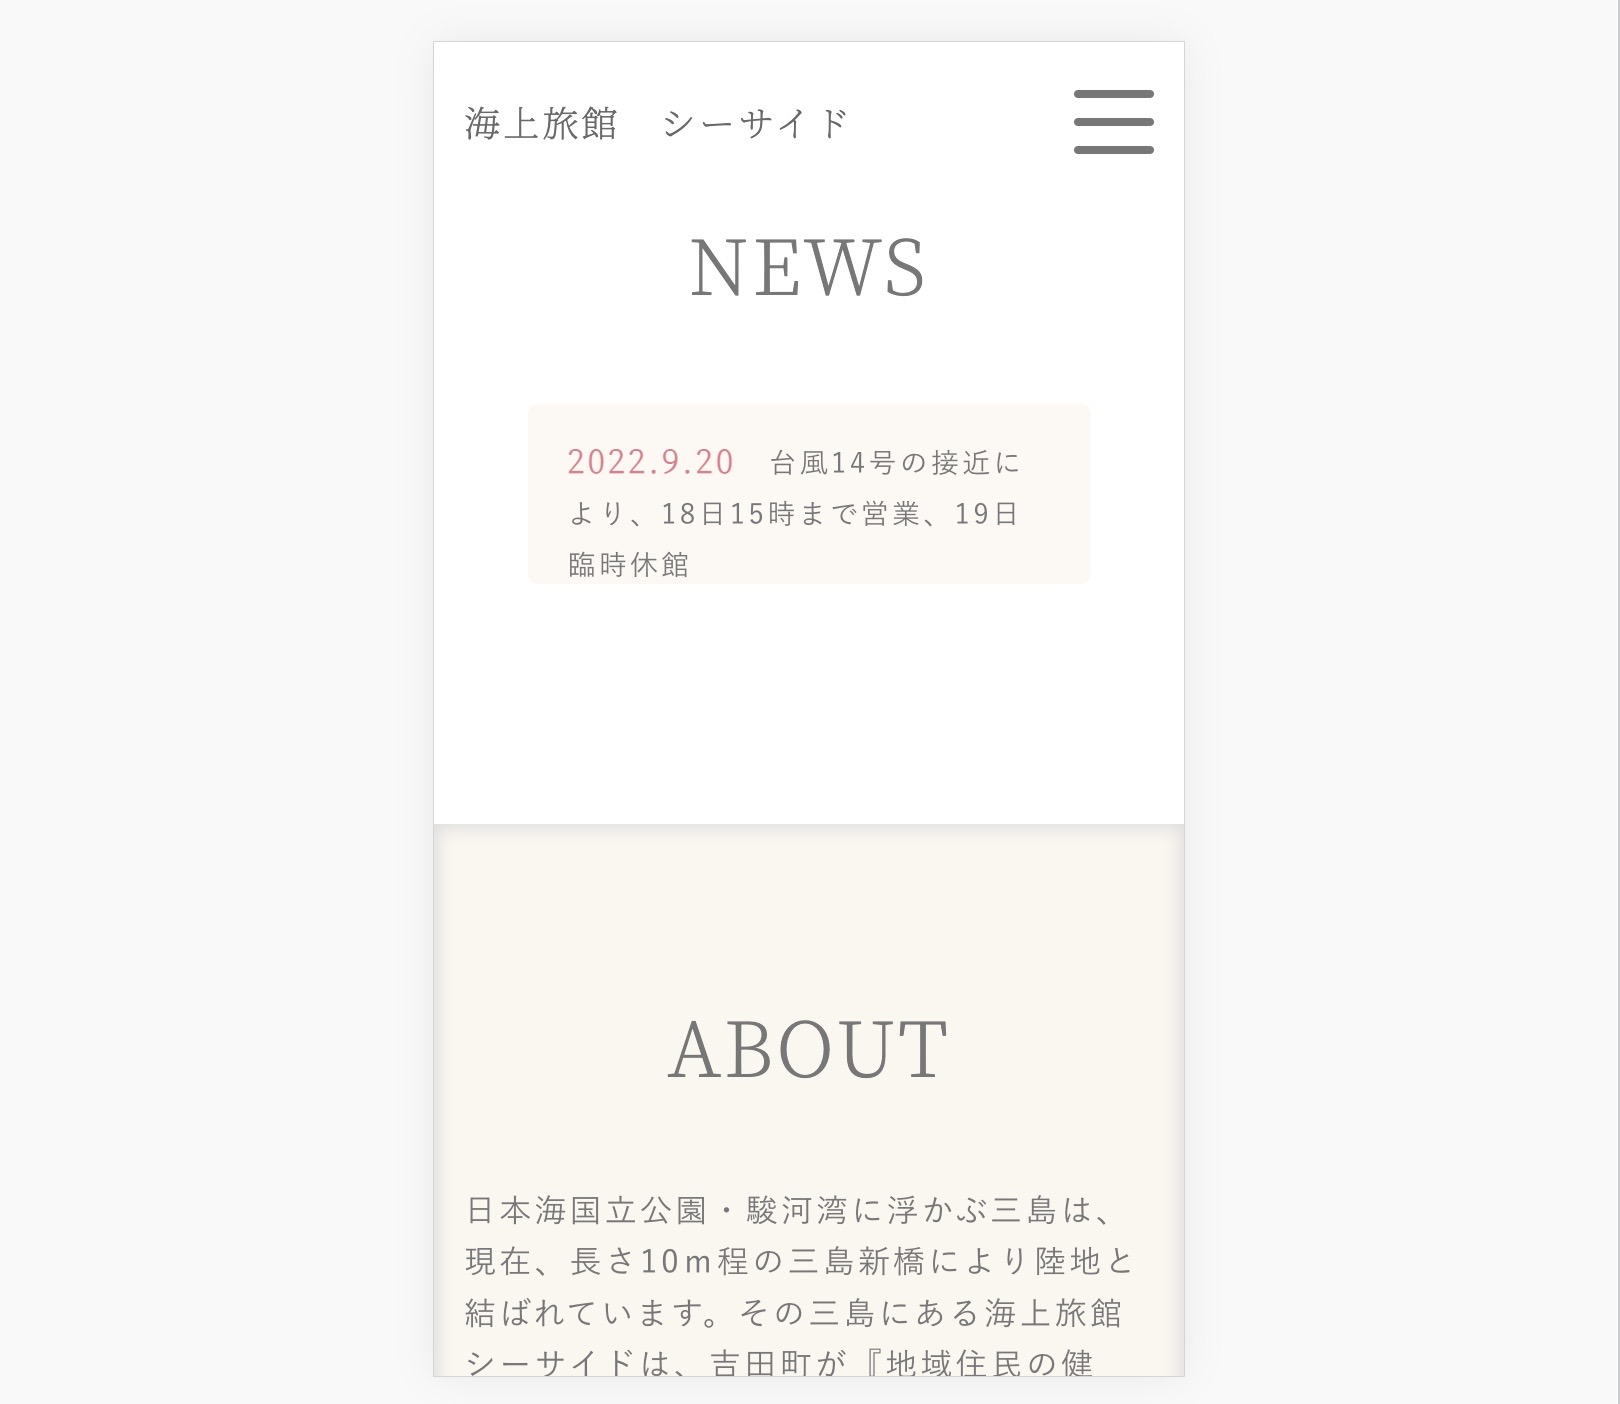 海上旅館　シーサイド
NEWS
2022.9.20　台風14号の接近に
より、18日15時まで営業、19日
臨時休館
ABOUT
日本海国立公園・駿河湾に浮かぶ三島は、
現在、長さ10m程の三島新橋により陸地と
結ばれています。その三島にある海上旅館
シーサイドは、吉田町が『地域住民の健